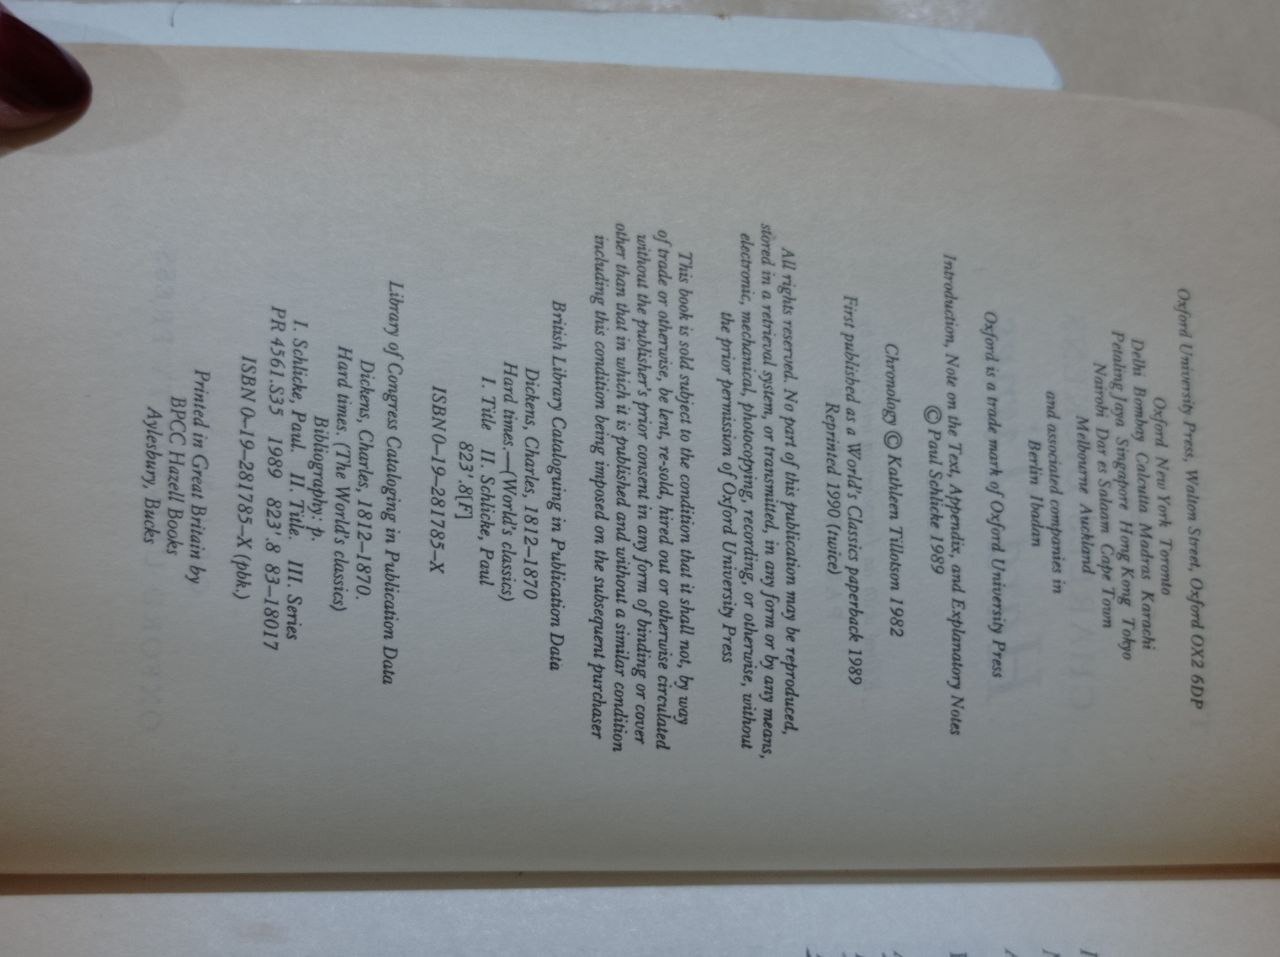 Oxford University Press, Walton Street, Oxford OX2 6DP
Oxford New York Toronto
Delhi Bombay Calcutta Madras Karachi
Petaling Jaya Singapore Hong Kong Tokyo
Nairobi Dar es Salaam Cape Town
Melbourne Auckland
and associated companies in
Berlin Ibadan
Oxford is a trade mark of Oxford University Press
Introduction, Note on the Text, Appendix, and Explanatory Notes
© Paul Schlicke 1989
Chronology © Kathleen Tillotson 1982
First published as a World's Classics paperback 1989
Reprinted 1990 (twice)
All rights reserved. No part of this publication may be reproduced,
stored in a retrieval system, or transmitted, in any form or by any means,
electronic, mechanical, photocopying, recording, or otherwise, without
the prior permission of Oxford University Press
This book is sold subject to the condition that it shall not, by way
of trade or otherwise, be lent, re-sold, hired out or otherwise circulated
without the publisher's prior consent in any form of binding or cover
other than that in which it is published and without a similar condition
including this condition being imposed on the subsequent purchaser
British Library Cataloguing in Publication Data
Dickens, Charles, 1812–1870
Hard times.—(World's classics)
I. Title II. Schlicke, Paul
823'.8[F]
ISBN 0–19–281785–X
Library of Congress Cataloging in Publication Data
Dickens, Charles, 1812–1870.
Hard times. (The World's classics)
Bibliography: p.
I. Schlicke, Paul. II. Title. III. Series
PR 4561.S35 1989 823'.8 83–18017
ISBN 0–19–281785–X (pbk.)
Printed in Great Britain by
BPCC Hazell Books
Aylesbury, Bucks